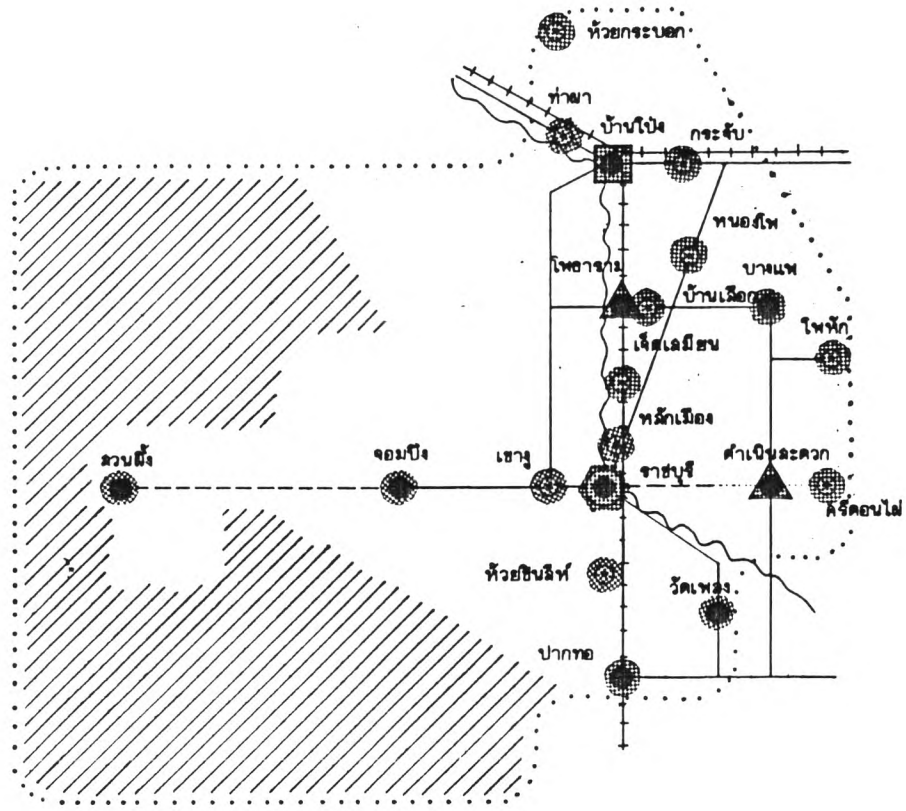 ห้วยกระบอก
ท่าผา
บ้านโป่ง
กระจับ
หนองโพ
โพธาราม
บางแพ
บ้านเลือก
โพหัก
เจ็ดเสมียน
หลักเมือง
สวนผึ้ง
จอมบึง
เขางู
ราชบุรี
ดำเนินสะดวก
ศรีดอนไผ่
ห้วยชินสีห์
วัดเพลง
ปากทอ